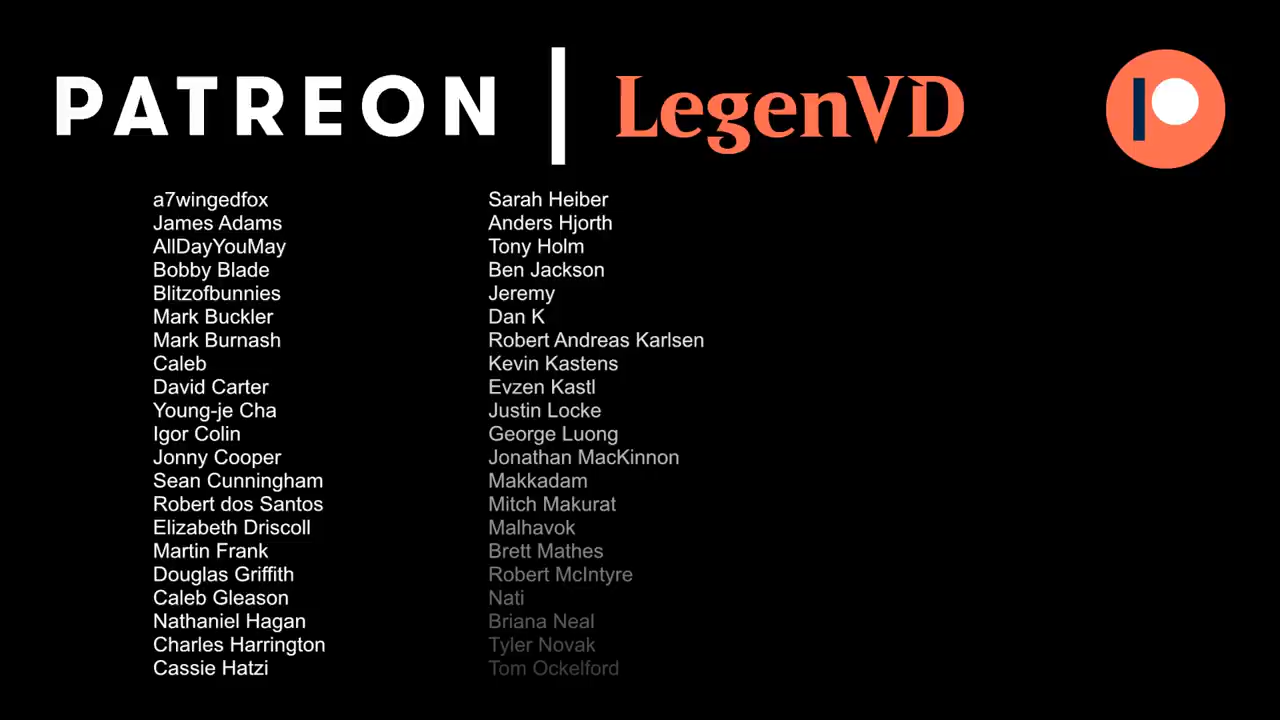 PATREON | LegenVD
a7wingedfox
James Adams
AllDayYouMay
Bobby Blade
Blitzofbunnies
Mark Buckler
Mark Burnash
Caleb
David Carter
Young-je Cha
Igor Colin
Jonny Cooper
Sean Cunningham
Robert dos Santos
Elizabeth Driscoll
Martin Frank
Douglas Griffith
Caleb Gleason
Nathaniel Hagan
Charles Harrington
Cassie Hatzi
Sarah Heiber
Anders Hjorth
Tony Holm
Ben Jackson
Jeremy
Dan K
Robert Andreas Karlsen
Kevin Kastens
Evzen Kastl
Justin Locke
George Luong
Jonathan MacKinnon
Makkadam
Mitch Makurat
Malhavok
Brett Mathes
Robert McIntyre
Nati
Briana Neal
Tyler Novak
Tom Ockelford